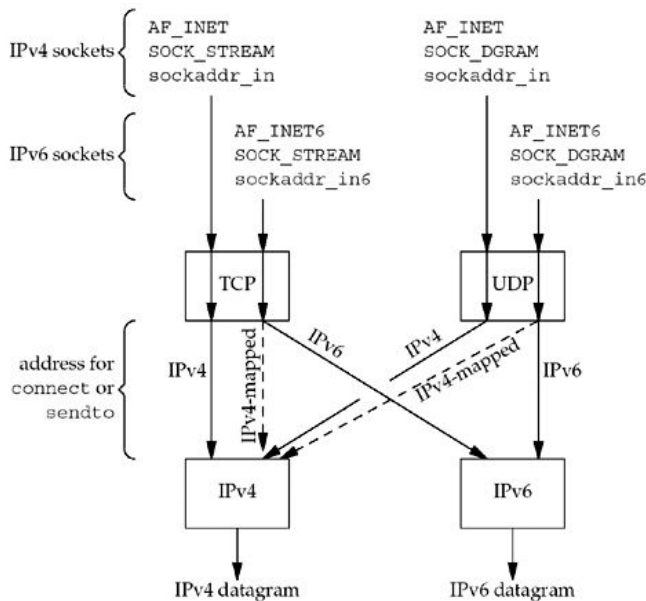 IPv4 sockets
AF_INET
SOCK_STREAM
sockaddr_in
AF_INET
SOCK_DGRAM
sockaddr_in
IPv6 sockets
AF_INET6
SOCK_STREAM
sockaddr_in6
AF_INET6
SOCK_DGRAM
sockaddr_in6
TCP
UDP
address for
connect or
sendto
IPv4
IPv4-mapped
IPv6
IPv4
IPv4-mapped
IPv6
IPv4
IPv6
IPv4 datagram
IPv6 datagram